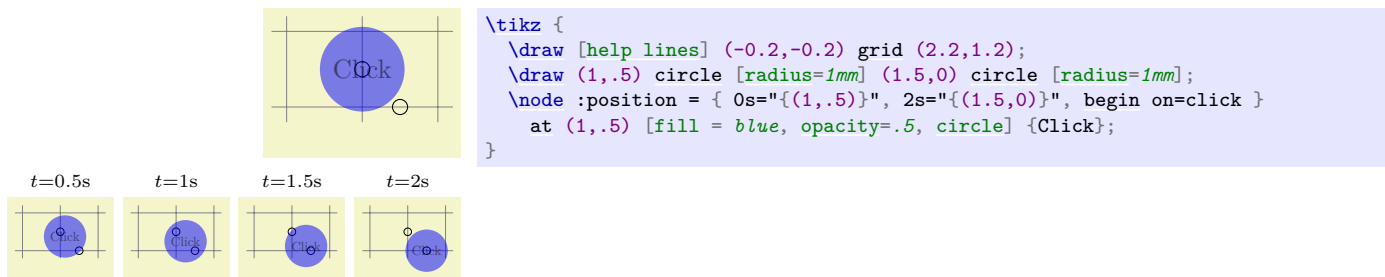 Click
\tikz {
\draw [help lines] (-0.2,-0.2) grid (2.2,1.2);
\draw (1,.5) circle [radius=1mm] (1.5,0) circle [radius=1mm];
\node :position = { 0s="{(1,.5)}", 2s="{(1.5,0)}", begin on=click }
at (1,.5) [fill = blue, opacity=.5, circle] {Click};
}
t=0.5s t=1s t=1.5s t=2s
Click Click Click Click